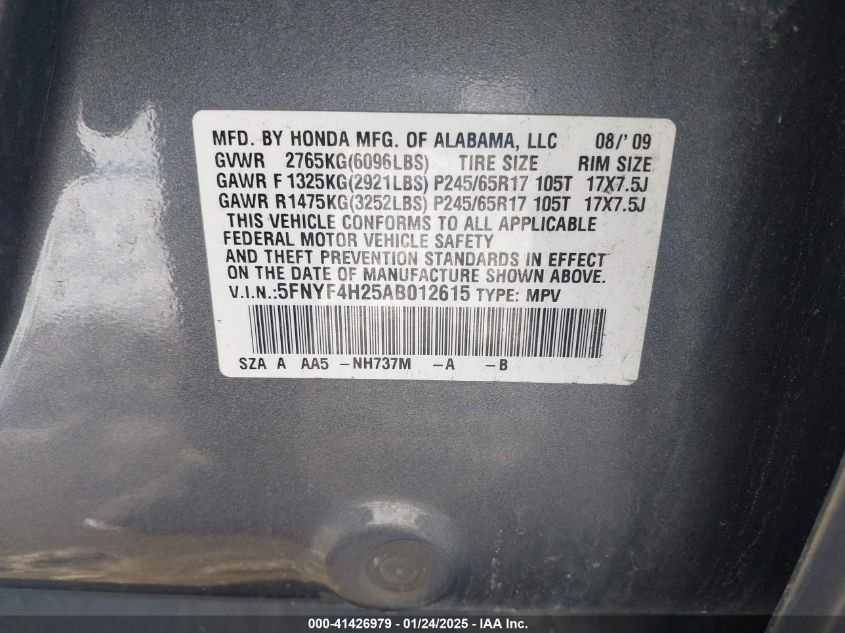 MFD. BY HONDA MFG. OF ALABAMA, LLC 08/'09
GVWR 2765KG(6096LBS) TIRE SIZE RIM SIZE
GAWR F 1325KG(2921LBS) P245/65R17 105T 17X7.5J
GAWR R1475KG(3252LBS) P245/65R17 105T 17X7.5J
THIS VEHICLE CONFORMS TO ALL APPLICABLE
FEDERAL MOTOR VEHICLE SAFETY
AND THEFT PREVENTION STANDARDS IN EFFECT
ON THE DATE OF MANUFACTURE SHOWN ABOVE.
V.I.N.:5FNYF4H25AB012615 TYPE: MPV
SZA A AA5 -NH737M -A -B
000-41426979 - 01/24/2025 - IAA Inc.